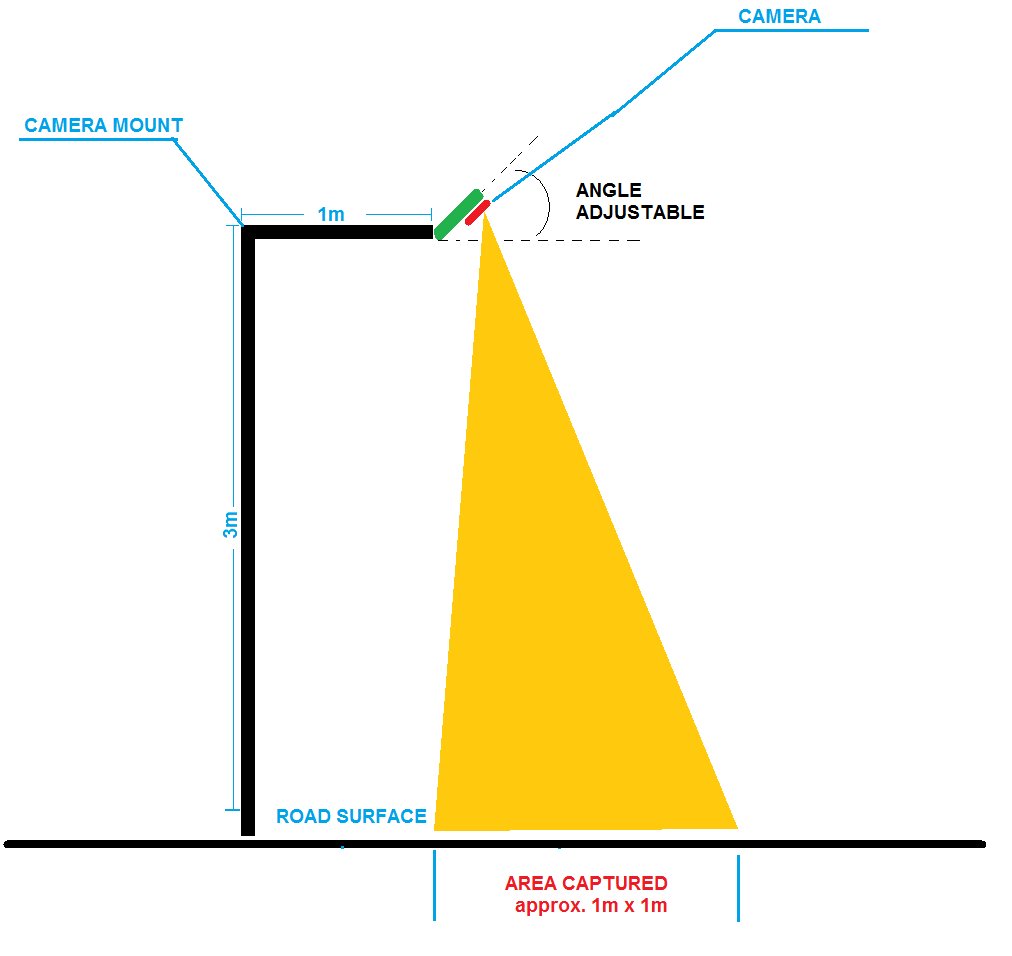 CAMERA
CAMERA MOUNT
ANGLE
ADJUSTABLE
1m
3m
ROAD SURFACE
AREA CAPTURED
approx. 1m x 1m